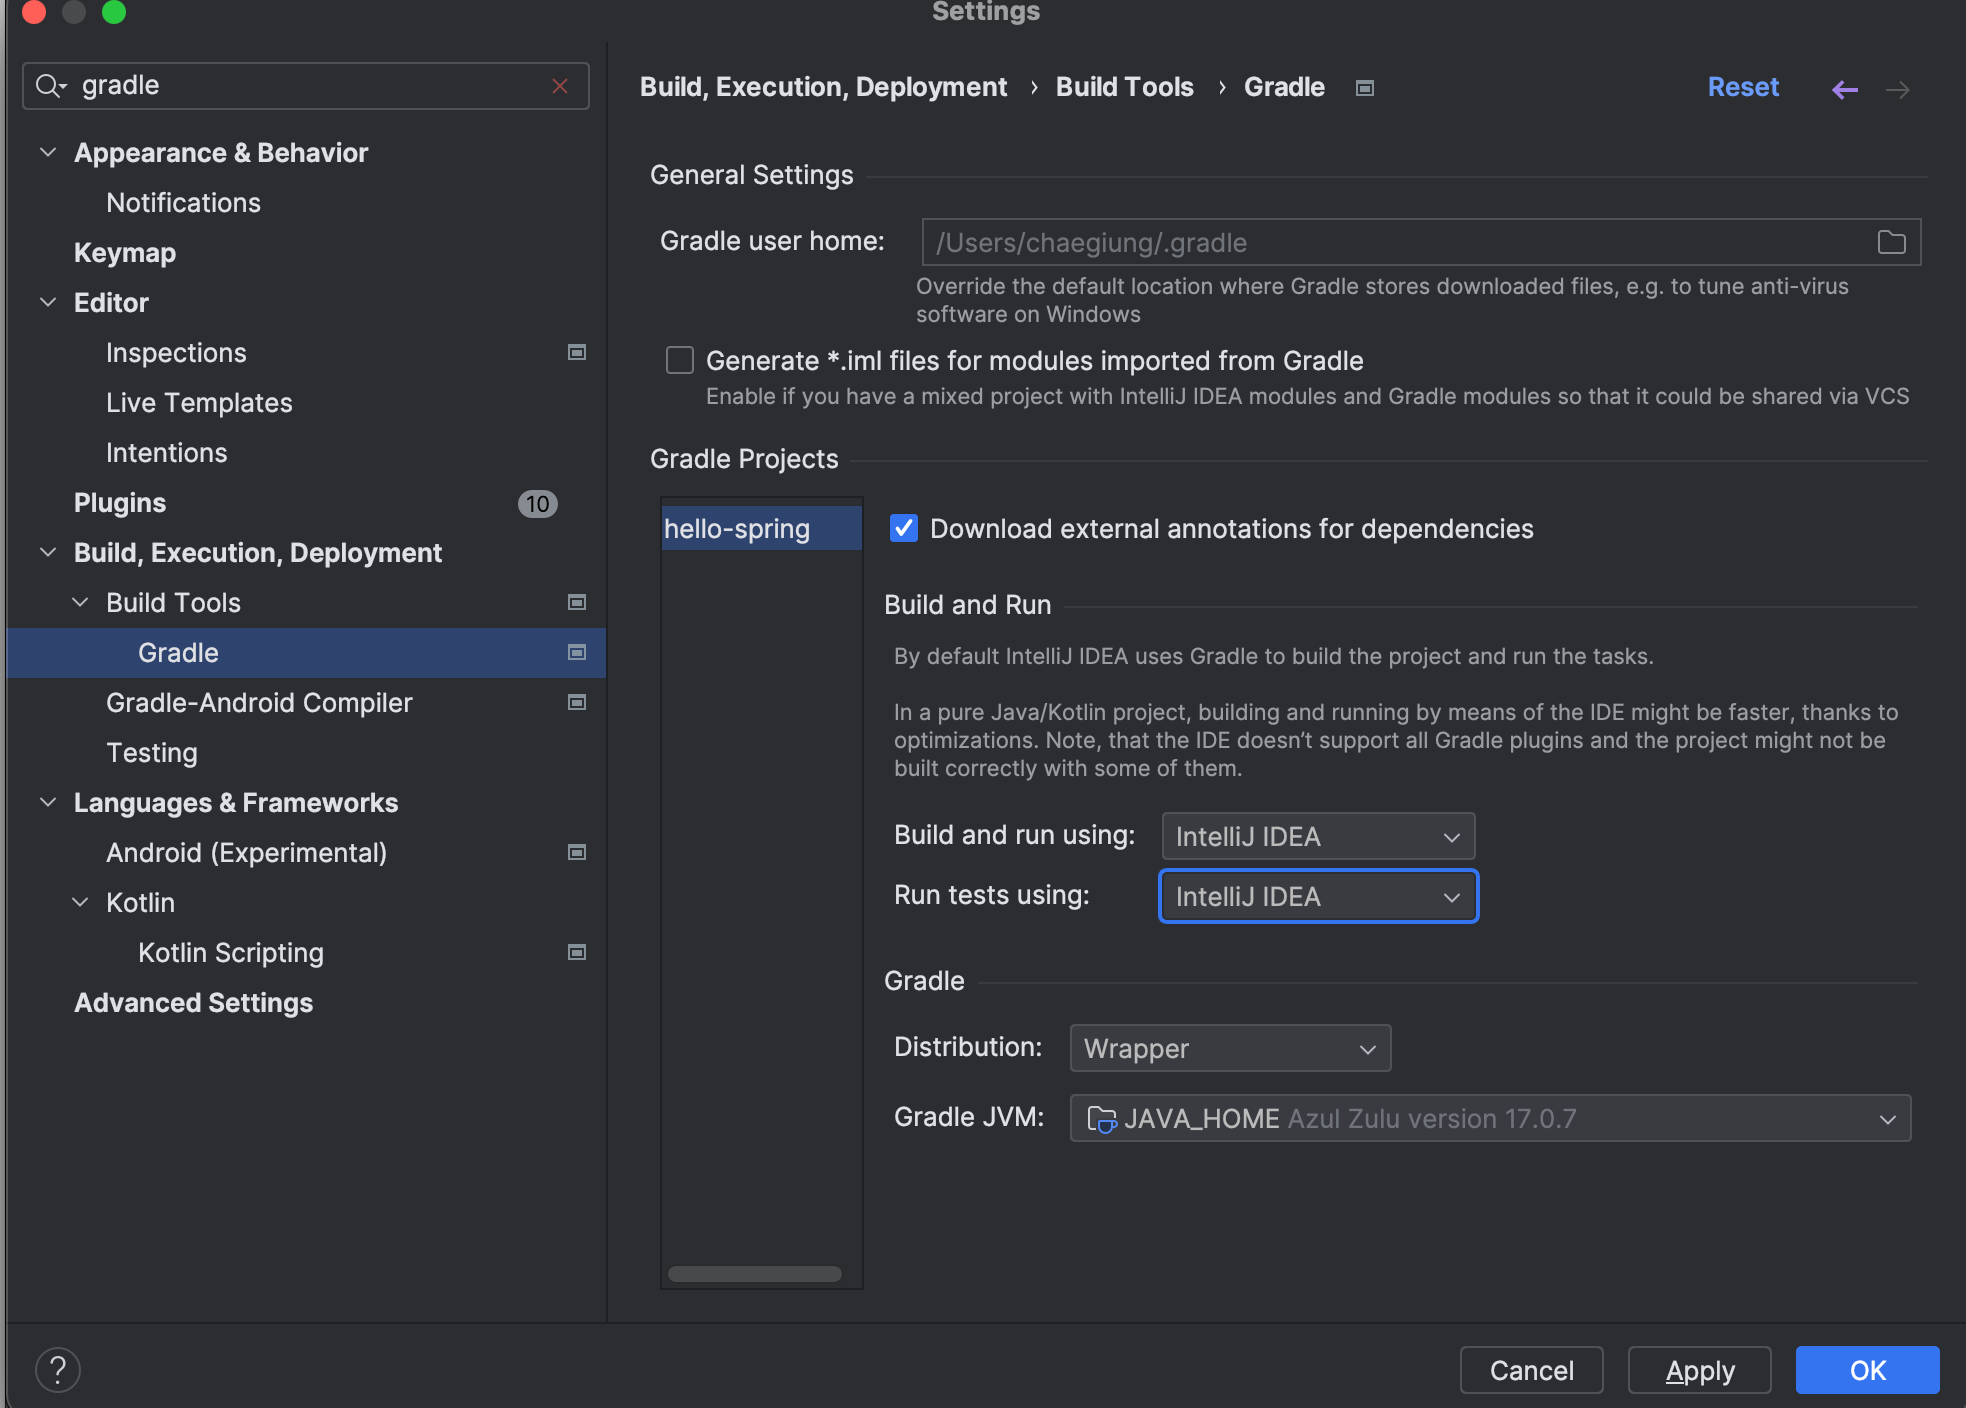 Settings
gradle
Appearance & Behavior
Notifications
Keymap
Editor
Inspections
Live Templates
Intentions
Plugins 10
Build, Execution, Deployment
Build Tools
Gradle
Gradle-Android Compiler
Testing
Languages & Frameworks
Android (Experimental)
Kotlin
Kotlin Scripting
Advanced Settings
Build, Execution, Deployment › Build Tools › Gradle
Reset
General Settings
Gradle user home: /Users/chaegiung/.gradle
Override the default location where Gradle stores downloaded files, e.g. to tune anti-virus
software on Windows
Generate *.iml files for modules imported from Gradle
Enable if you have a mixed project with IntelliJ IDEA modules and Gradle modules so that it could be shared via VCS
Gradle Projects
hello-spring
Download external annotations for dependencies
Build and Run
By default IntelliJ IDEA uses Gradle to build the project and run the tasks.
In a pure Java/Kotlin project, building and running by means of the IDE might be faster, thanks to
optimizations. Note, that the IDE doesn’t support all Gradle plugins and the project might not be
built correctly with some of them.
Build and run using: IntelliJ IDEA
Run tests using: IntelliJ IDEA
Gradle
Distribution: Wrapper
Gradle JVM: JAVA_HOME Azul Zulu version 17.0.7
?
Cancel
Apply
OK